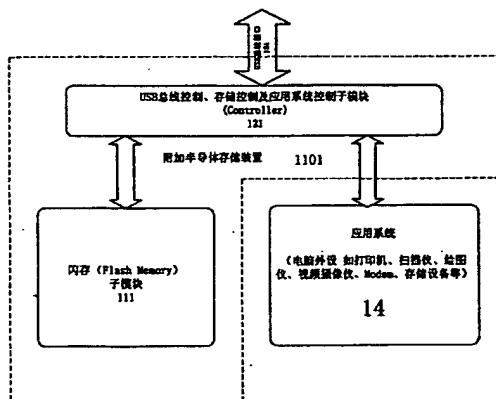 USB总线控制、存储控制及应用系统控制子模块
(Controller)
121
附加半导体存储装置 1101
闪存 (Flash Memory)
子模块
111
应用系统
(电脑外设 如打印机、扫描仪、绘图
仪、视频摄像仪、Modem、存储设备等)
14